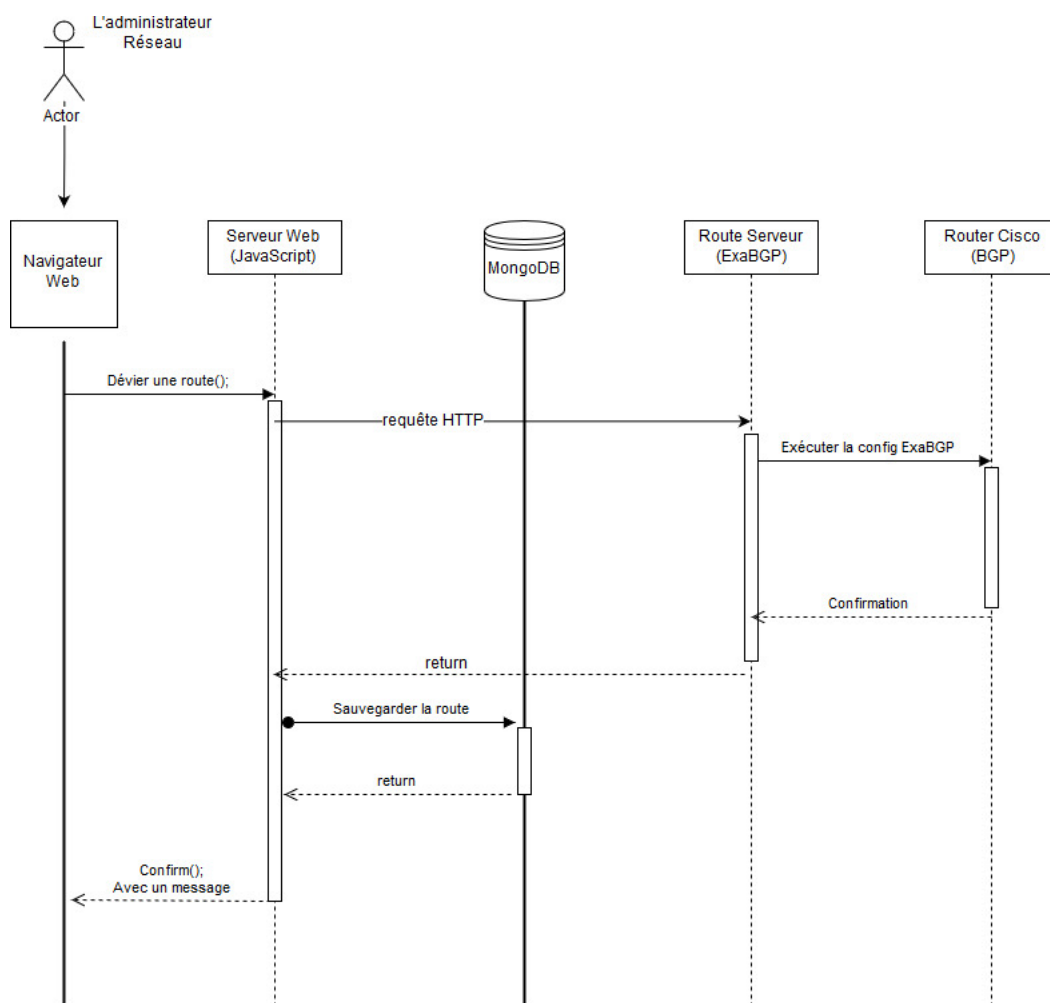 L'administrateur
Réseau
Actor
Navigateur
Web
Serveur Web
(JavaScript)
MongoDB
Route Serveur
(ExaBGP)
Router Cisco
(BGP)
Dévier une route();
requête HTTP
Exécuter la config ExaBGP
Confirmation
return
Sauvegarder la route
return
Confirm();
Avec un message